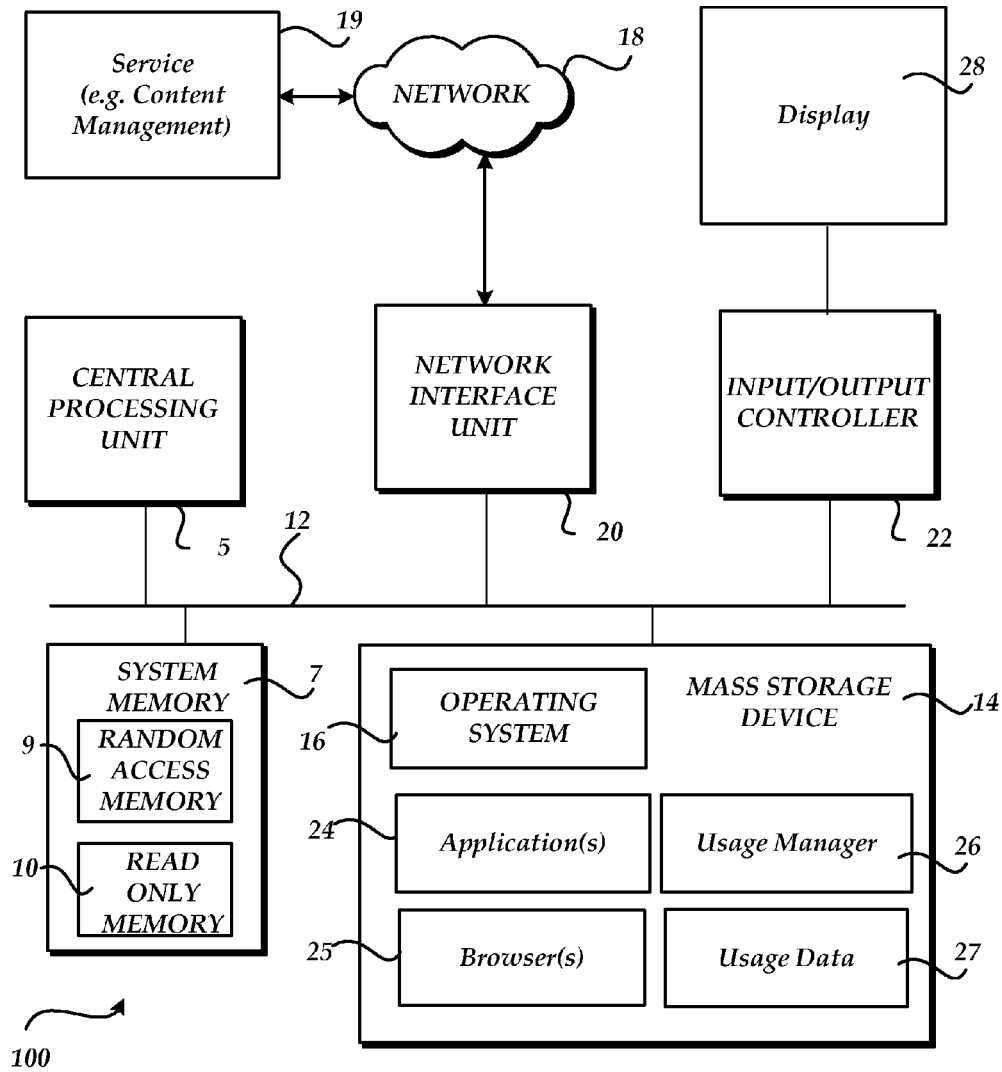 19
Service
(e.g. Content
Management)
18
NETWORK
28
Display
CENTRAL
PROCESSING
UNIT
5
NETWORK
INTERFACE
UNIT
20
INPUT/OUTPUT
CONTROLLER
22
12
SYSTEM
MEMORY
7
9
RANDOM
ACCESS
MEMORY
10
READ
ONLY
MEMORY
MASS STORAGE
DEVICE
14
16
OPERATING
SYSTEM
24
Application(s)
Usage Manager
26
25
Browser(s)
Usage Data
27
100